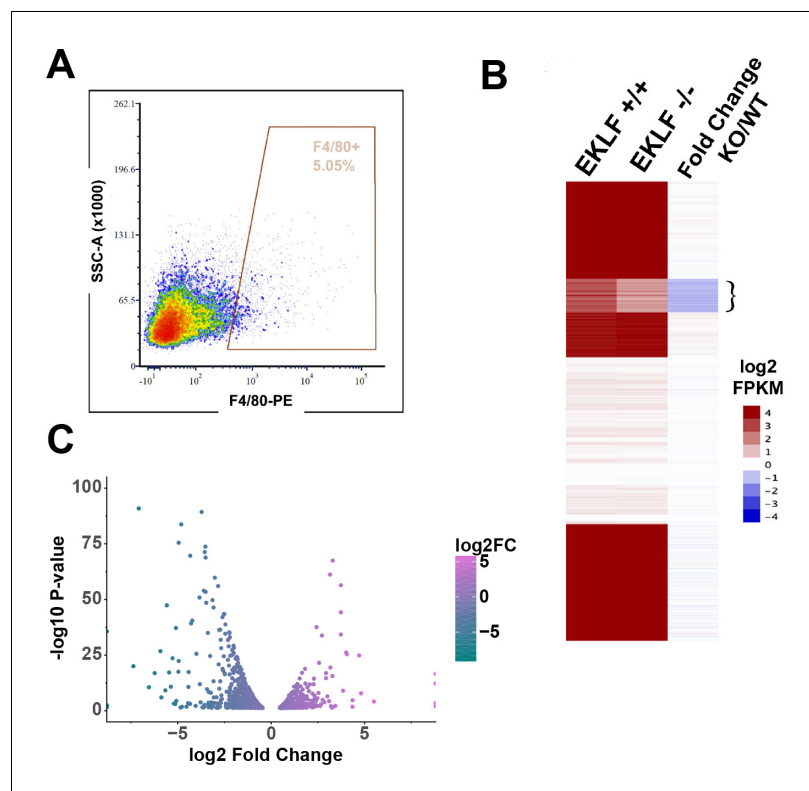 A
262.1
196.6
131.1
65.5
0
SSC-A (x1000)
F4/80+
5.05%
-10¹ 10² 10³ 10⁴ 10⁵
F4/80-PE
B
EKLF +/+
EKLF -/-
Fold Change
KO/WT
}
log2
FPKM
4
3
2
1
0
−1
−2
−3
−4
C
100
75
50
25
0
-log10 P-value
−5 0 5
log2 Fold Change
log2FC
5
0
−5